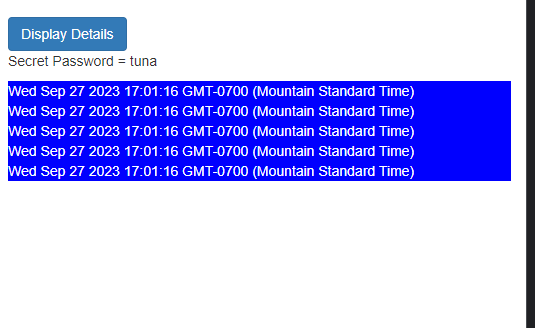 Display Details
Secret Password = tuna
Wed Sep 27 2023 17:01:16 GMT-0700 (Mountain Standard Time)
Wed Sep 27 2023 17:01:16 GMT-0700 (Mountain Standard Time)
Wed Sep 27 2023 17:01:16 GMT-0700 (Mountain Standard Time)
Wed Sep 27 2023 17:01:16 GMT-0700 (Mountain Standard Time)
Wed Sep 27 2023 17:01:16 GMT-0700 (Mountain Standard Time)